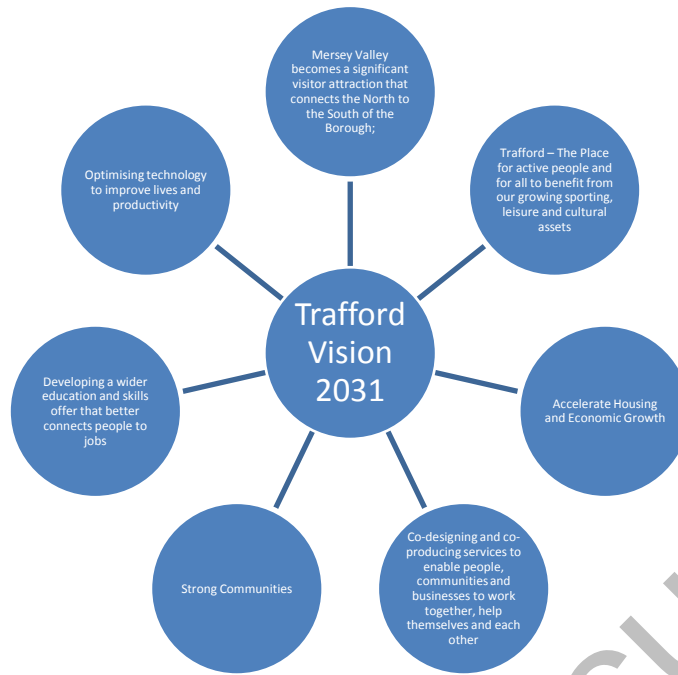 Mersey Valley
becomes a significant
visitor attraction that
connects the North to
the South of the
Borough;
Trafford – The Place
for active people and
for all to benefit from
our growing sporting,
leisure and cultural
assets
Optimising technology
to improve lives and
productivity
Trafford
Vision
2031
Developing a wider
education and skills
offer that better
connects people to
jobs
Accelerate Housing
and Economic Growth
Strong Communities
Co-designing and co-
producing services to
enable people,
communities and
businesses to work
together, help
themselves and each
other